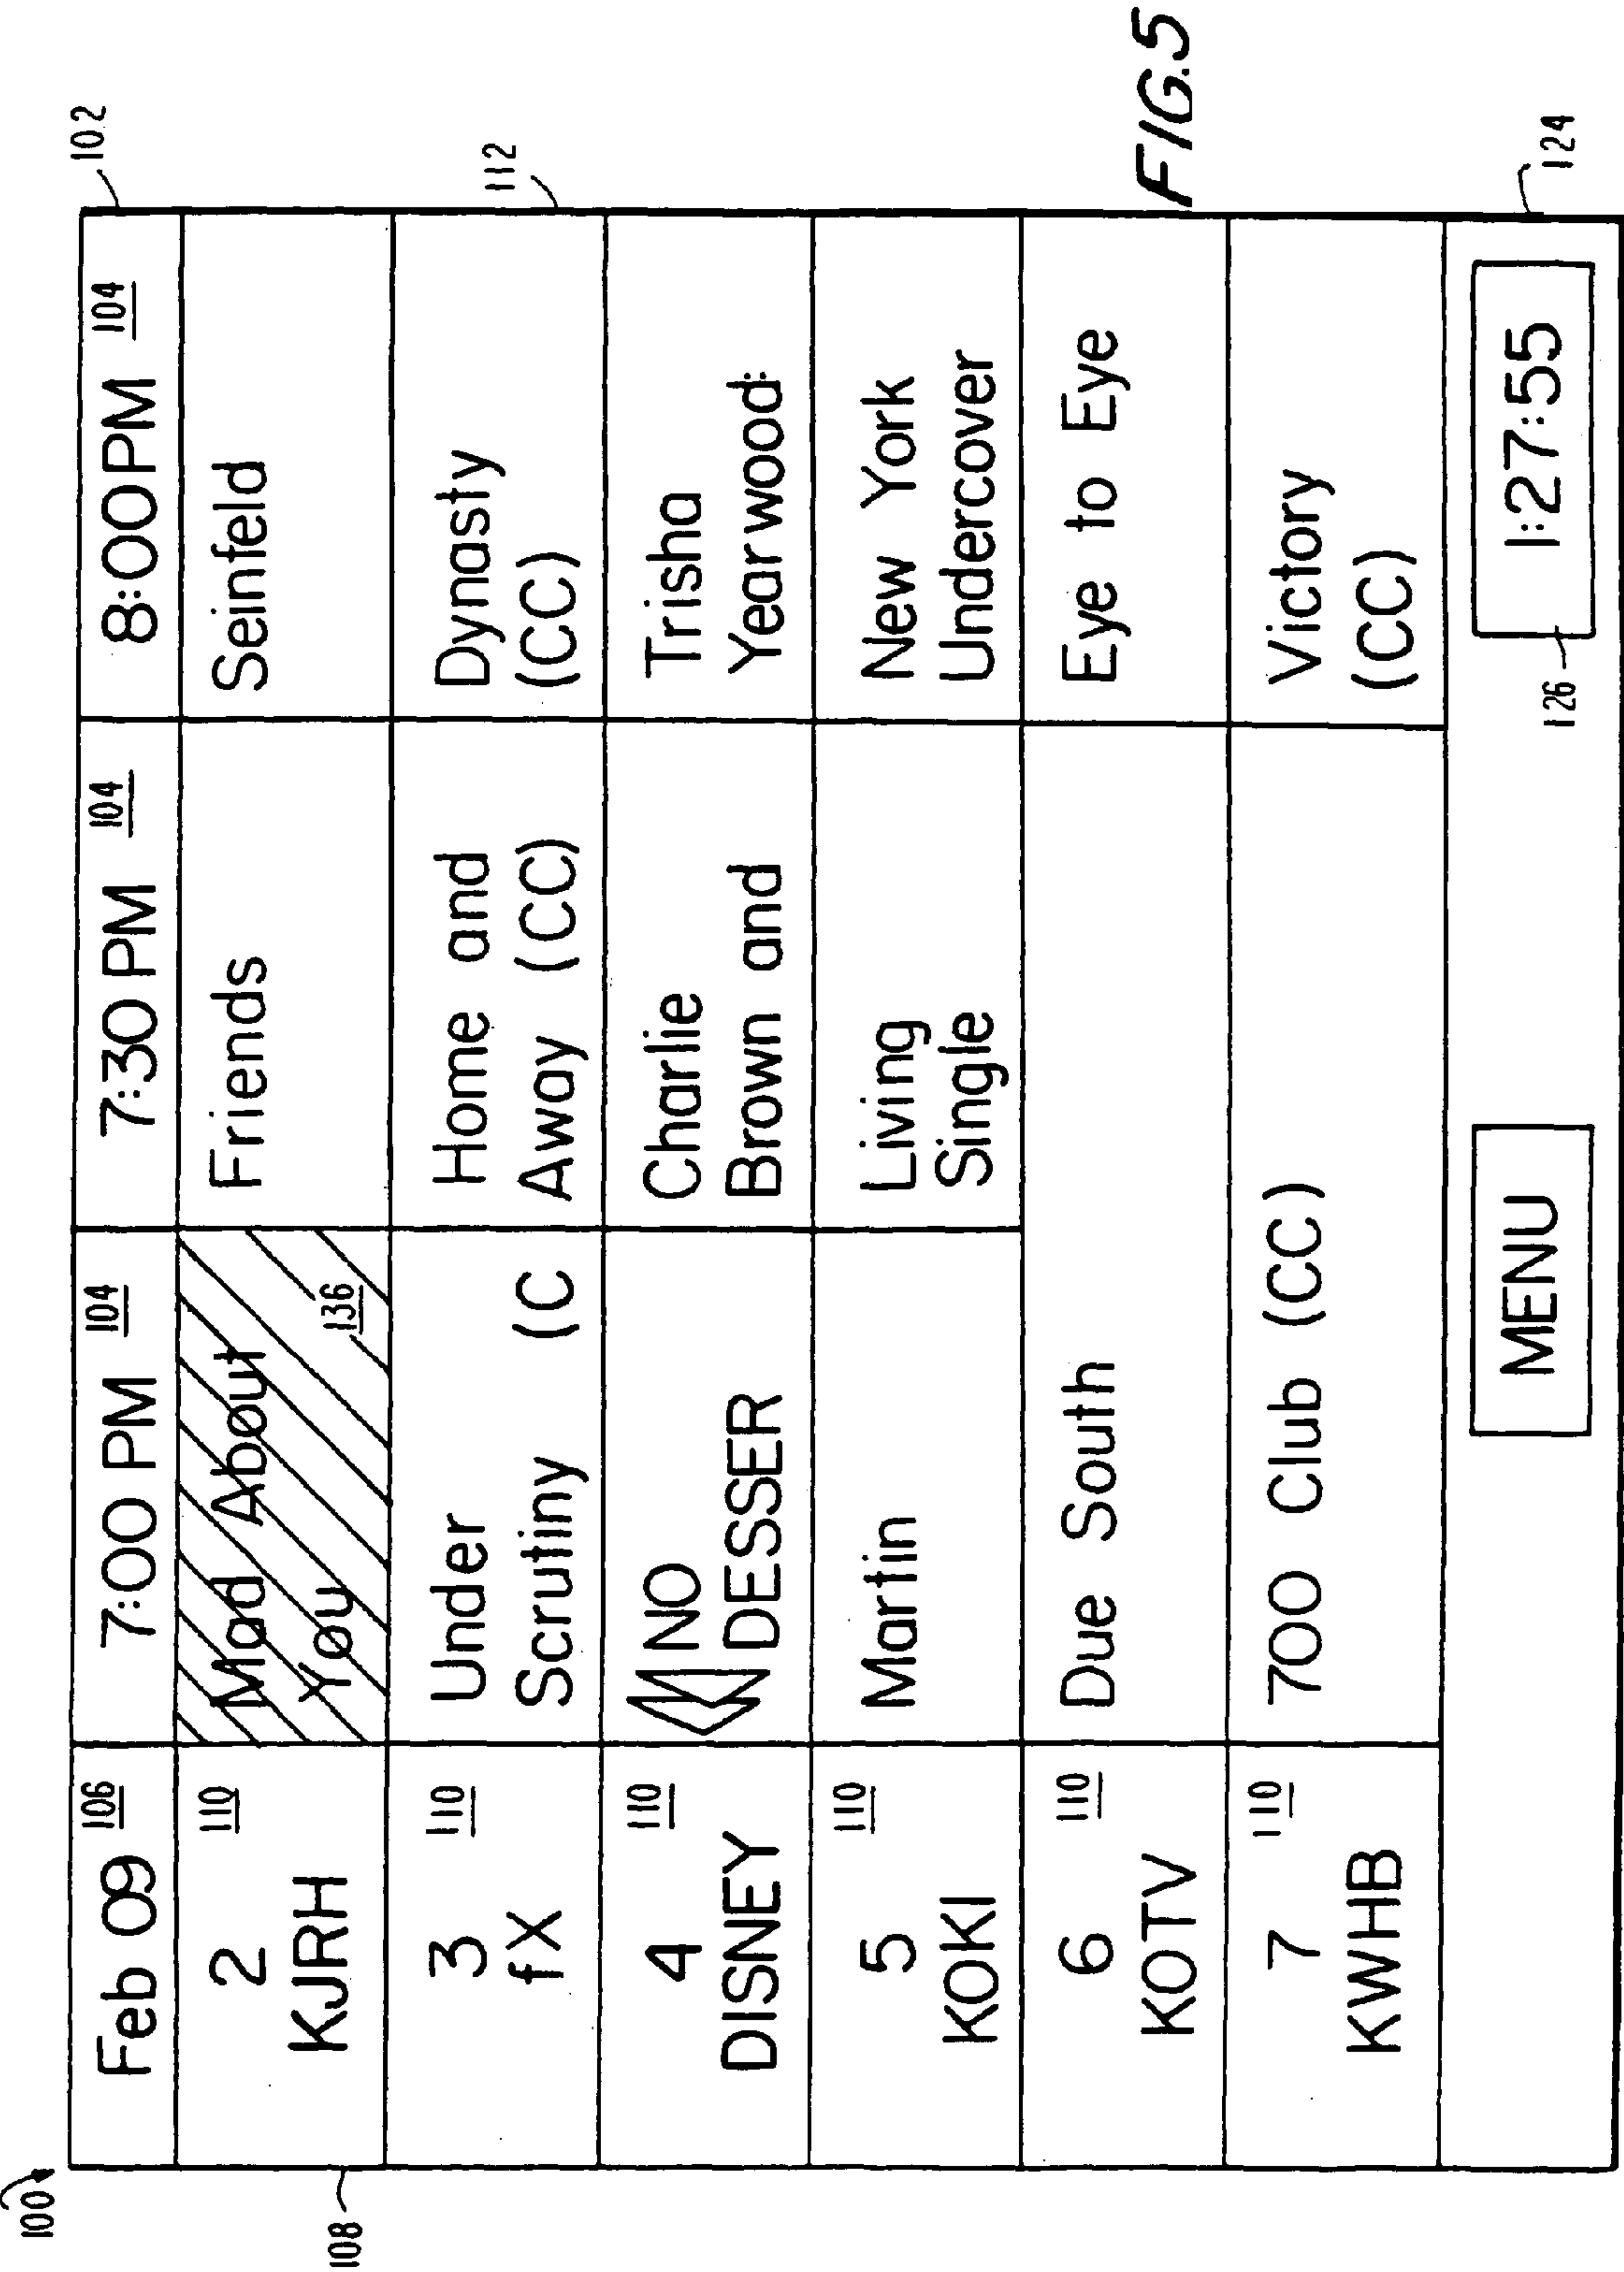 100
102
Feb 09 106
7:00 PM 104
7:30 PM 104
8:00 PM 104
108
2 110
KJRH
Mad About
You 136
Friends
Seinfeld
3 110
fX
Under
Scrutiny (C
Home and
Away (CC)
Dynasty
(CC)
112
4 110
DISNEY
NO
DESSER
Charlie
Brown and
Trisha
Yearwood:
5 110
KOKI
Martin
Living
Single
New York
Undercover
6 110
KOTV
Due South
Eye to Eye
7 110
KWHB
700 Club (CC)
Victory
(CC)
MENU
126
1:27:55
124
FIG.5